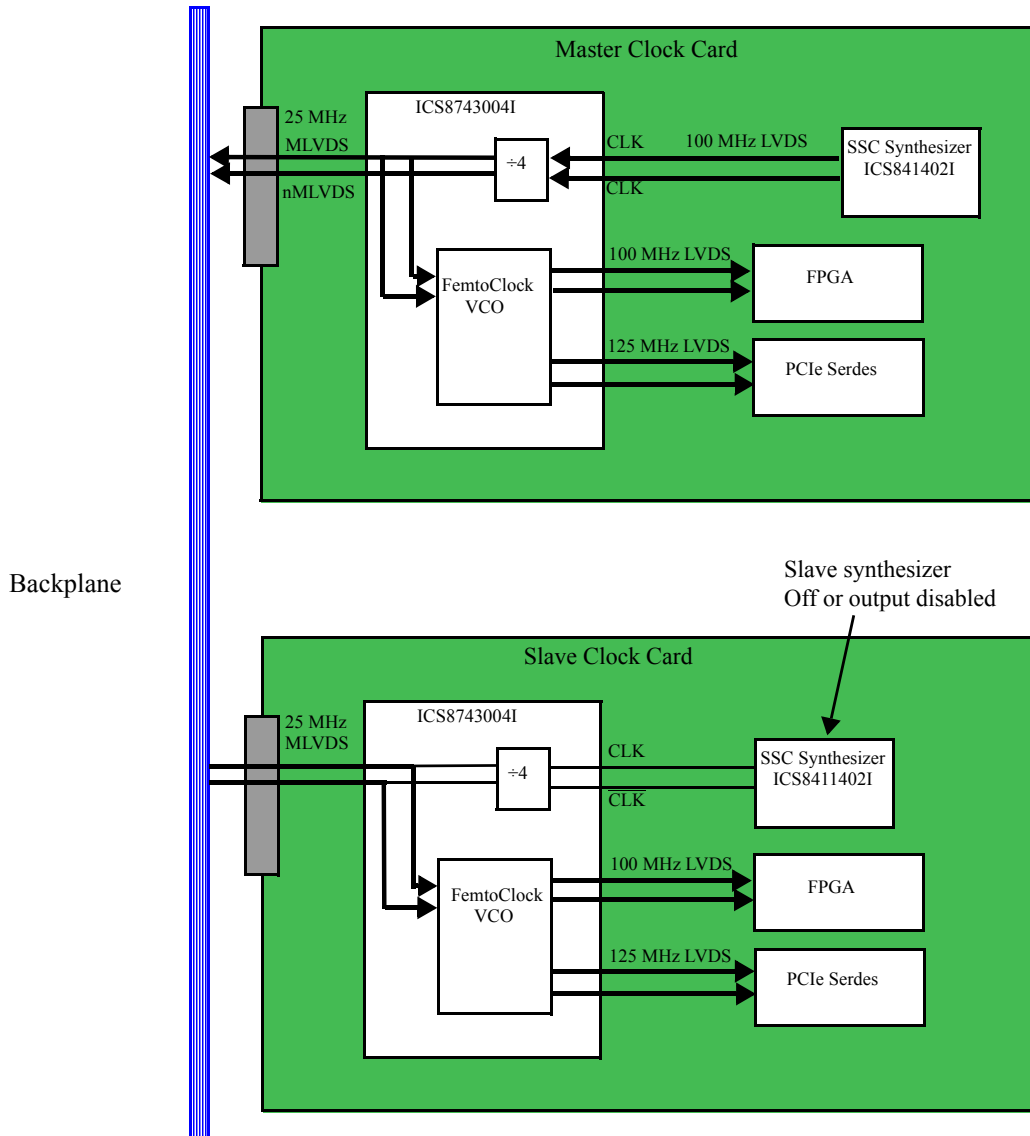 Master Clock Card
ICS8743004I
25 MHz
MLVDS
nMLVDS
÷4
CLK
100 MHz LVDS
CLK
SSC Synthesizer
ICS841402I
FemtoClock
VCO
100 MHz LVDS
FPGA
125 MHz LVDS
PCIe Serdes
Backplane
Slave synthesizer
Off or output disabled
Slave Clock Card
ICS8743004I
25 MHz
MLVDS
÷4
CLK
CLK
SSC Synthesizer
ICS8411402I
FemtoClock
VCO
100 MHz LVDS
FPGA
125 MHz LVDS
PCIe Serdes